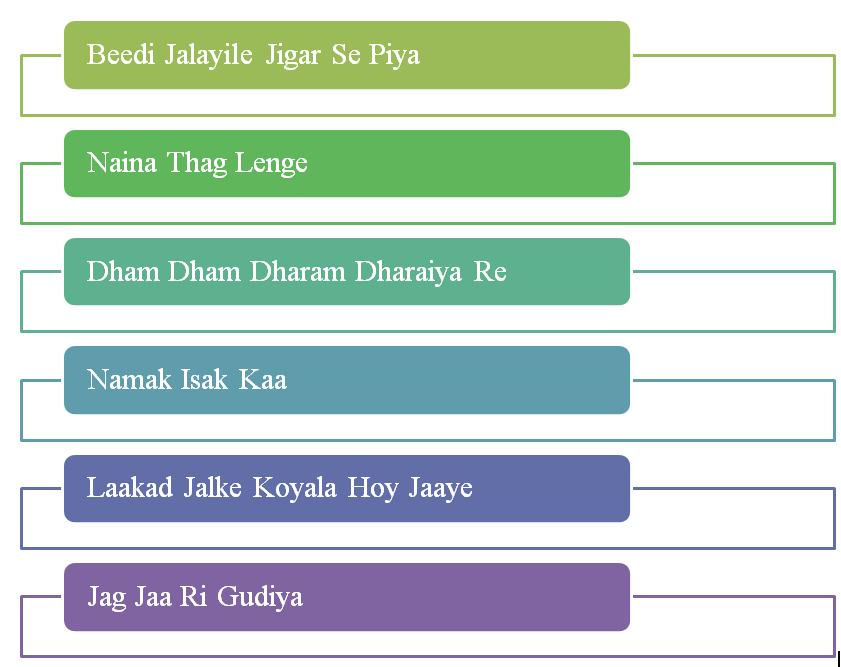 Beedi Jalayile Jigar Se Piya
Naina Thag Lenge
Dham Dham Dharam Dharaiya Re
Namak Isak Kaa
Laakad Jalke Koyala Hoy Jaaye
Jag Jaa Ri Gudiya